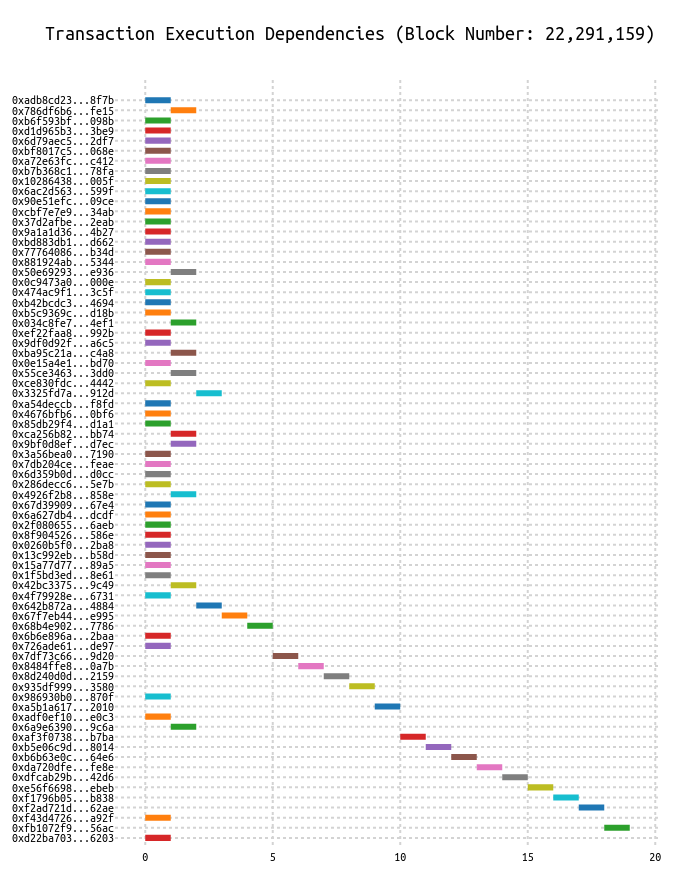 Transaction Execution Dependencies (Block Number: 22,291,159)
0xadb8cd23...8f7b
0x786df6b6...fe15
0xb6f593bf...098b
0xd1d965b3...3be9
0x6d79aec5...2df7
0xbf8017c5...068e
0xa72e63fc...c412
0xb7b368c1...78fa
0x10286438...005f
0x6ac2d563...599f
0x90e51efc...09ce
0xcbf7e7e9...34ab
0x37d2afbe...2eab
0x9a1a1d36...4b27
0xbd883db1...d662
0x77764086...b34d
0x881924ab...5344
0x50e69293...e936
0x0c9473a0...000e
0x474ac9f1...3c5f
0xb42bcdc3...4694
0xb5c9369c...d18b
0x034c8fe7...4ef1
0xef22faa8...992b
0x9df0d92f...a6c5
0xba95c21a...c4a8
0x0e15a4e1...bd70
0x55ce3463...3dd0
0xce830fdc...4442
0x3325fd7a...912d
0xa54deccb...f8fd
0x4676bfb6...0bf6
0x85db29f4...d1a1
0xca256b82...bb74
0x9bf0d8ef...d7ec
0x3a56bea0...7190
0x7db204ce...feae
0x6d359b0d...d0cc
0x286decc6...5e7b
0x4926f2b8...858e
0x67d39909...67e4
0x6a627db4...dcdf
0x2f080655...6aeb
0x8f904526...586e
0x0260b5f0...2ba8
0x13c992eb...b58d
0x15a77d77...89a5
0x1f5bd3ed...8e61
0x42bc3375...9c49
0x4f79928e...6731
0x642b872a...4884
0x67f7eb44...e995
0x68b4e902...7786
0x6b6e896a...2baa
0x726ade61...de97
0x7df73c66...9d20
0x8484ffe8...0a7b
0x8d240d0d...2159
0x935df999...3580
0x986930b0...870f
0xa5b1a617...2010
0xadf0ef10...e0c3
0x6a9e6390...9c6a
0xaf3f0738...b7ba
0xb5e06c9d...8014
0xb6b63e0c...64e6
0xda720dfe...fe8e
0xdfcab29b...42d6
0xe56f6698...ebeb
0xf1796b05...b838
0xf2ad721d...62ae
0xf43d4726...a92f
0xfb1072f9...56ac
0xd22ba703...6203
0 5 10 15 20